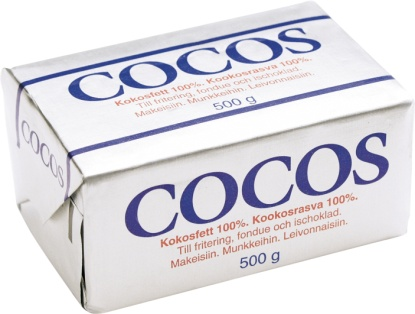 COCOS
Kokosfett 100%. Kookosrasva 100%.
Till fritering, fondue och ischoklad.
Makeisiin. Munkkeihin. Leivonnaisiin.
500 g
COCOS
Kokosfett 100%. Kookosrasva 100%.
Till fritering, fondue och ischoklad.
Makeisiin. Munkkeihin. Leivonnaisiin.
500 g